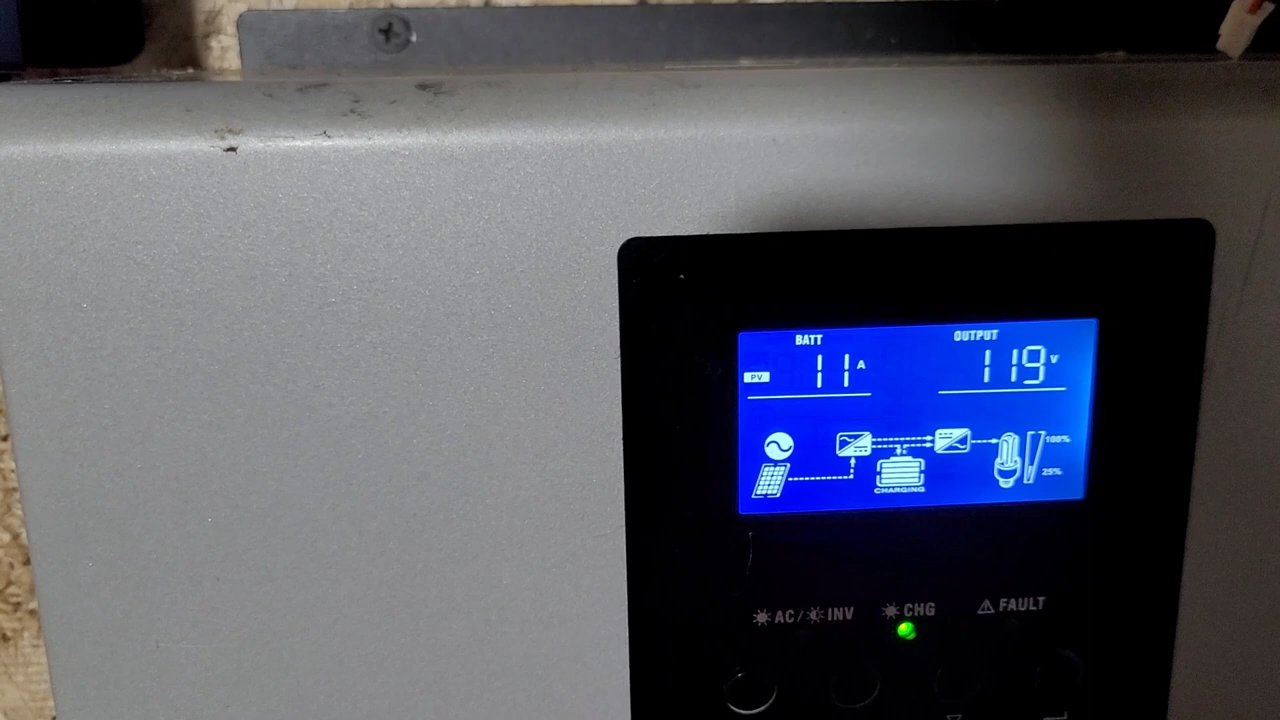 BATT OUTPUT
PV 11 A 119 V
100%
25%
CHARGING
AC/ INV CHG FAULT